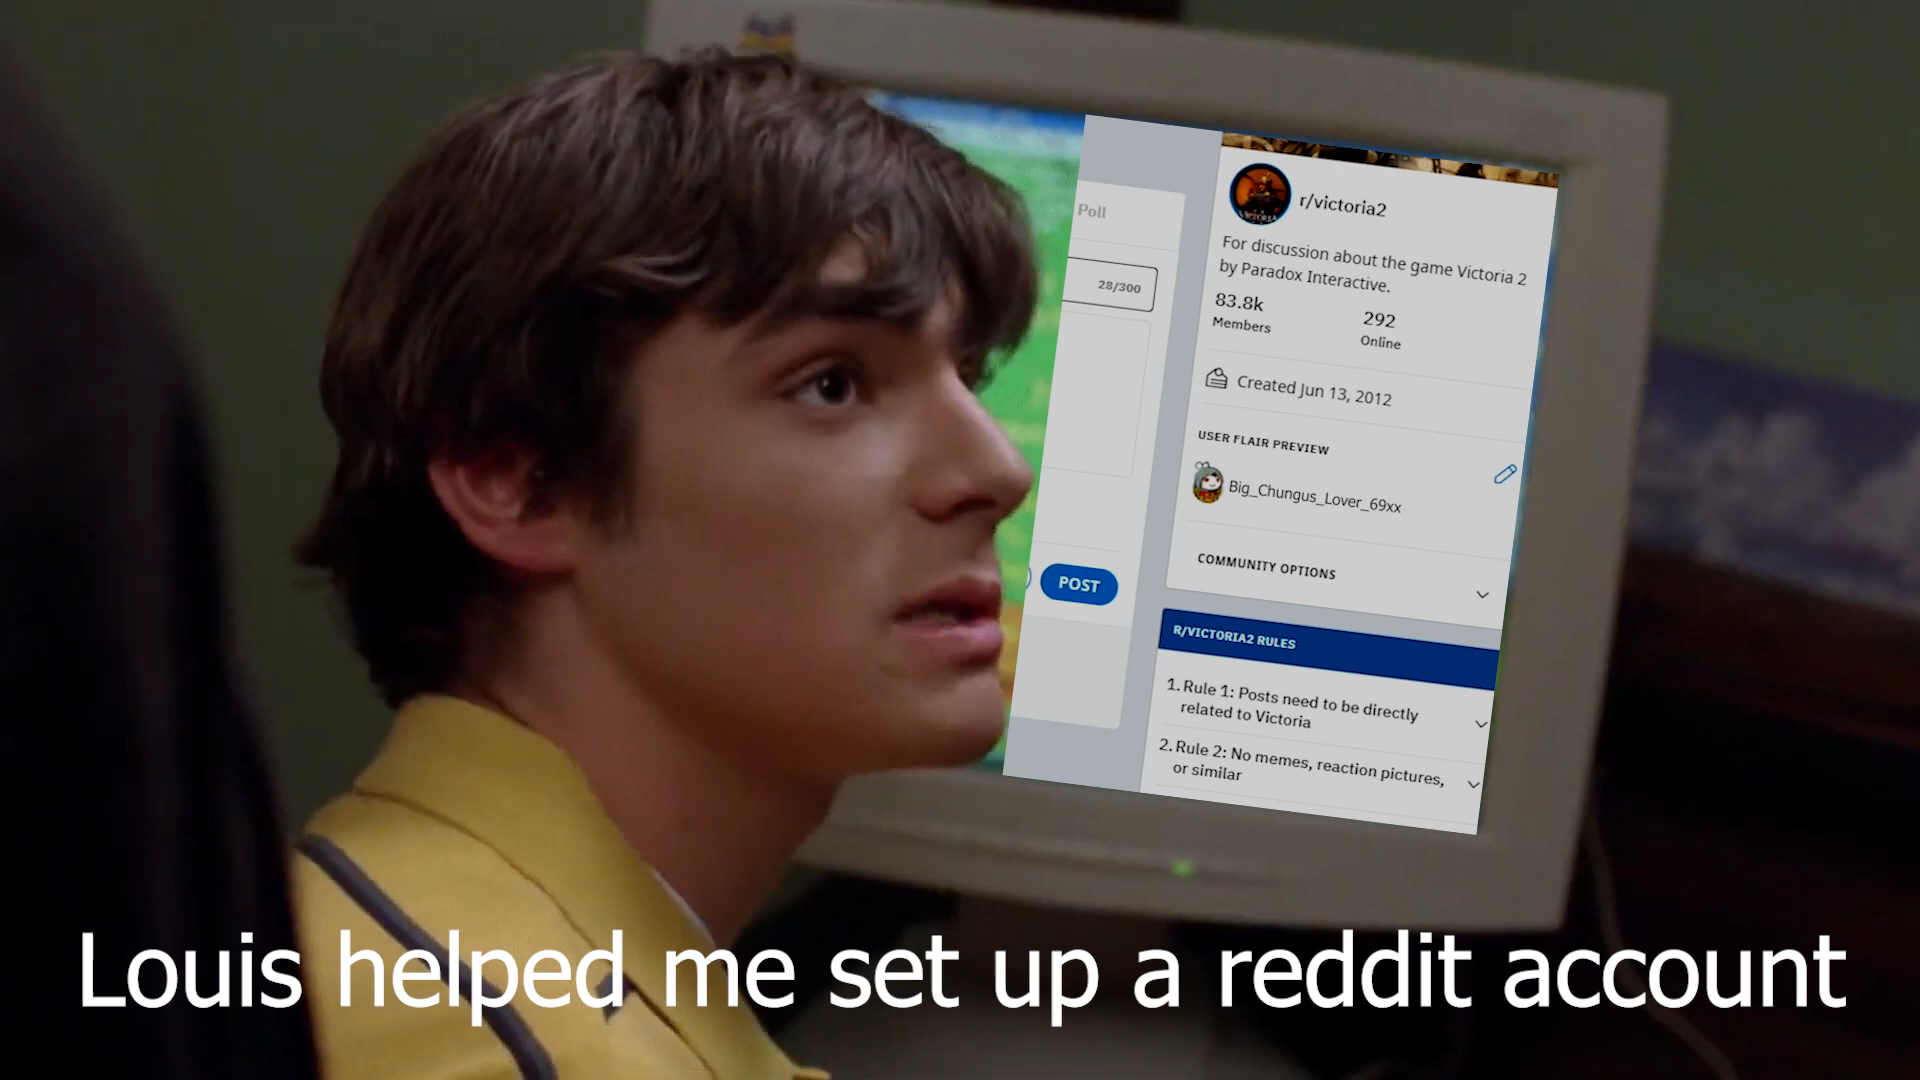 Poll
28/300
POST
r/victoria2
For discussion about the game Victoria 2
by Paradox Interactive.
83.8k
Members
292
Online
Created Jun 13, 2012
USER FLAIR PREVIEW
Big_Chungus_Lover_69xx
COMMUNITY OPTIONS
R/VICTORIA2 RULES
1. Rule 1: Posts need to be directly
related to Victoria
2. Rule 2: No memes, reaction pictures,
or similar
Louis helped me set up a reddit account